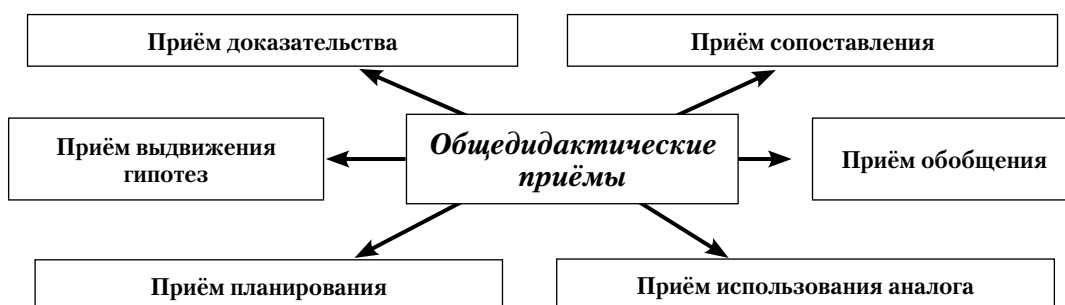 Приём доказательства
Приём сопоставления
Приём выдвижения
гипотез
Общедидактические
приёмы
Приём обобщения
Приём планирования
Приём использования аналога